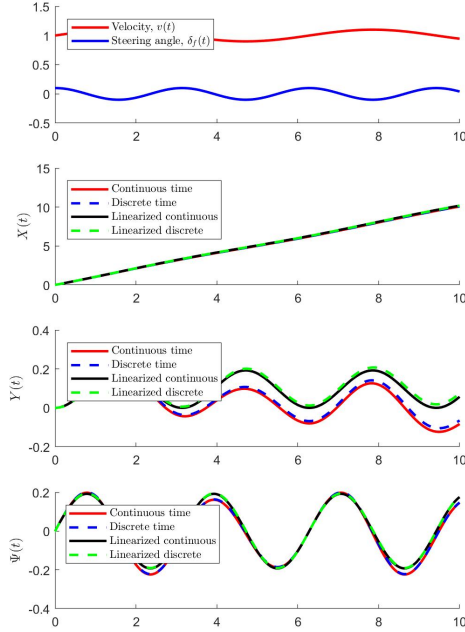 1.5
Velocity, v(t)
Steering angle, δ_f(t)
1
0.5
0
-0.5
0 2 4 6 8 10
15
Continuous time
Discrete time
Linearized continuous
Linearized discrete
10
X(t)
5
0
0 2 4 6 8 10
0.4
Continuous time
Discrete time
Linearized continuous
Linearized discrete
0.2
Y(t)
0
-0.2
0 2 4 6 8 10
0.2
Continuous time
Discrete time
Linearized continuous
Linearized discrete
0
Ψ(t)
-0.2
-0.4
0 2 4 6 8 10